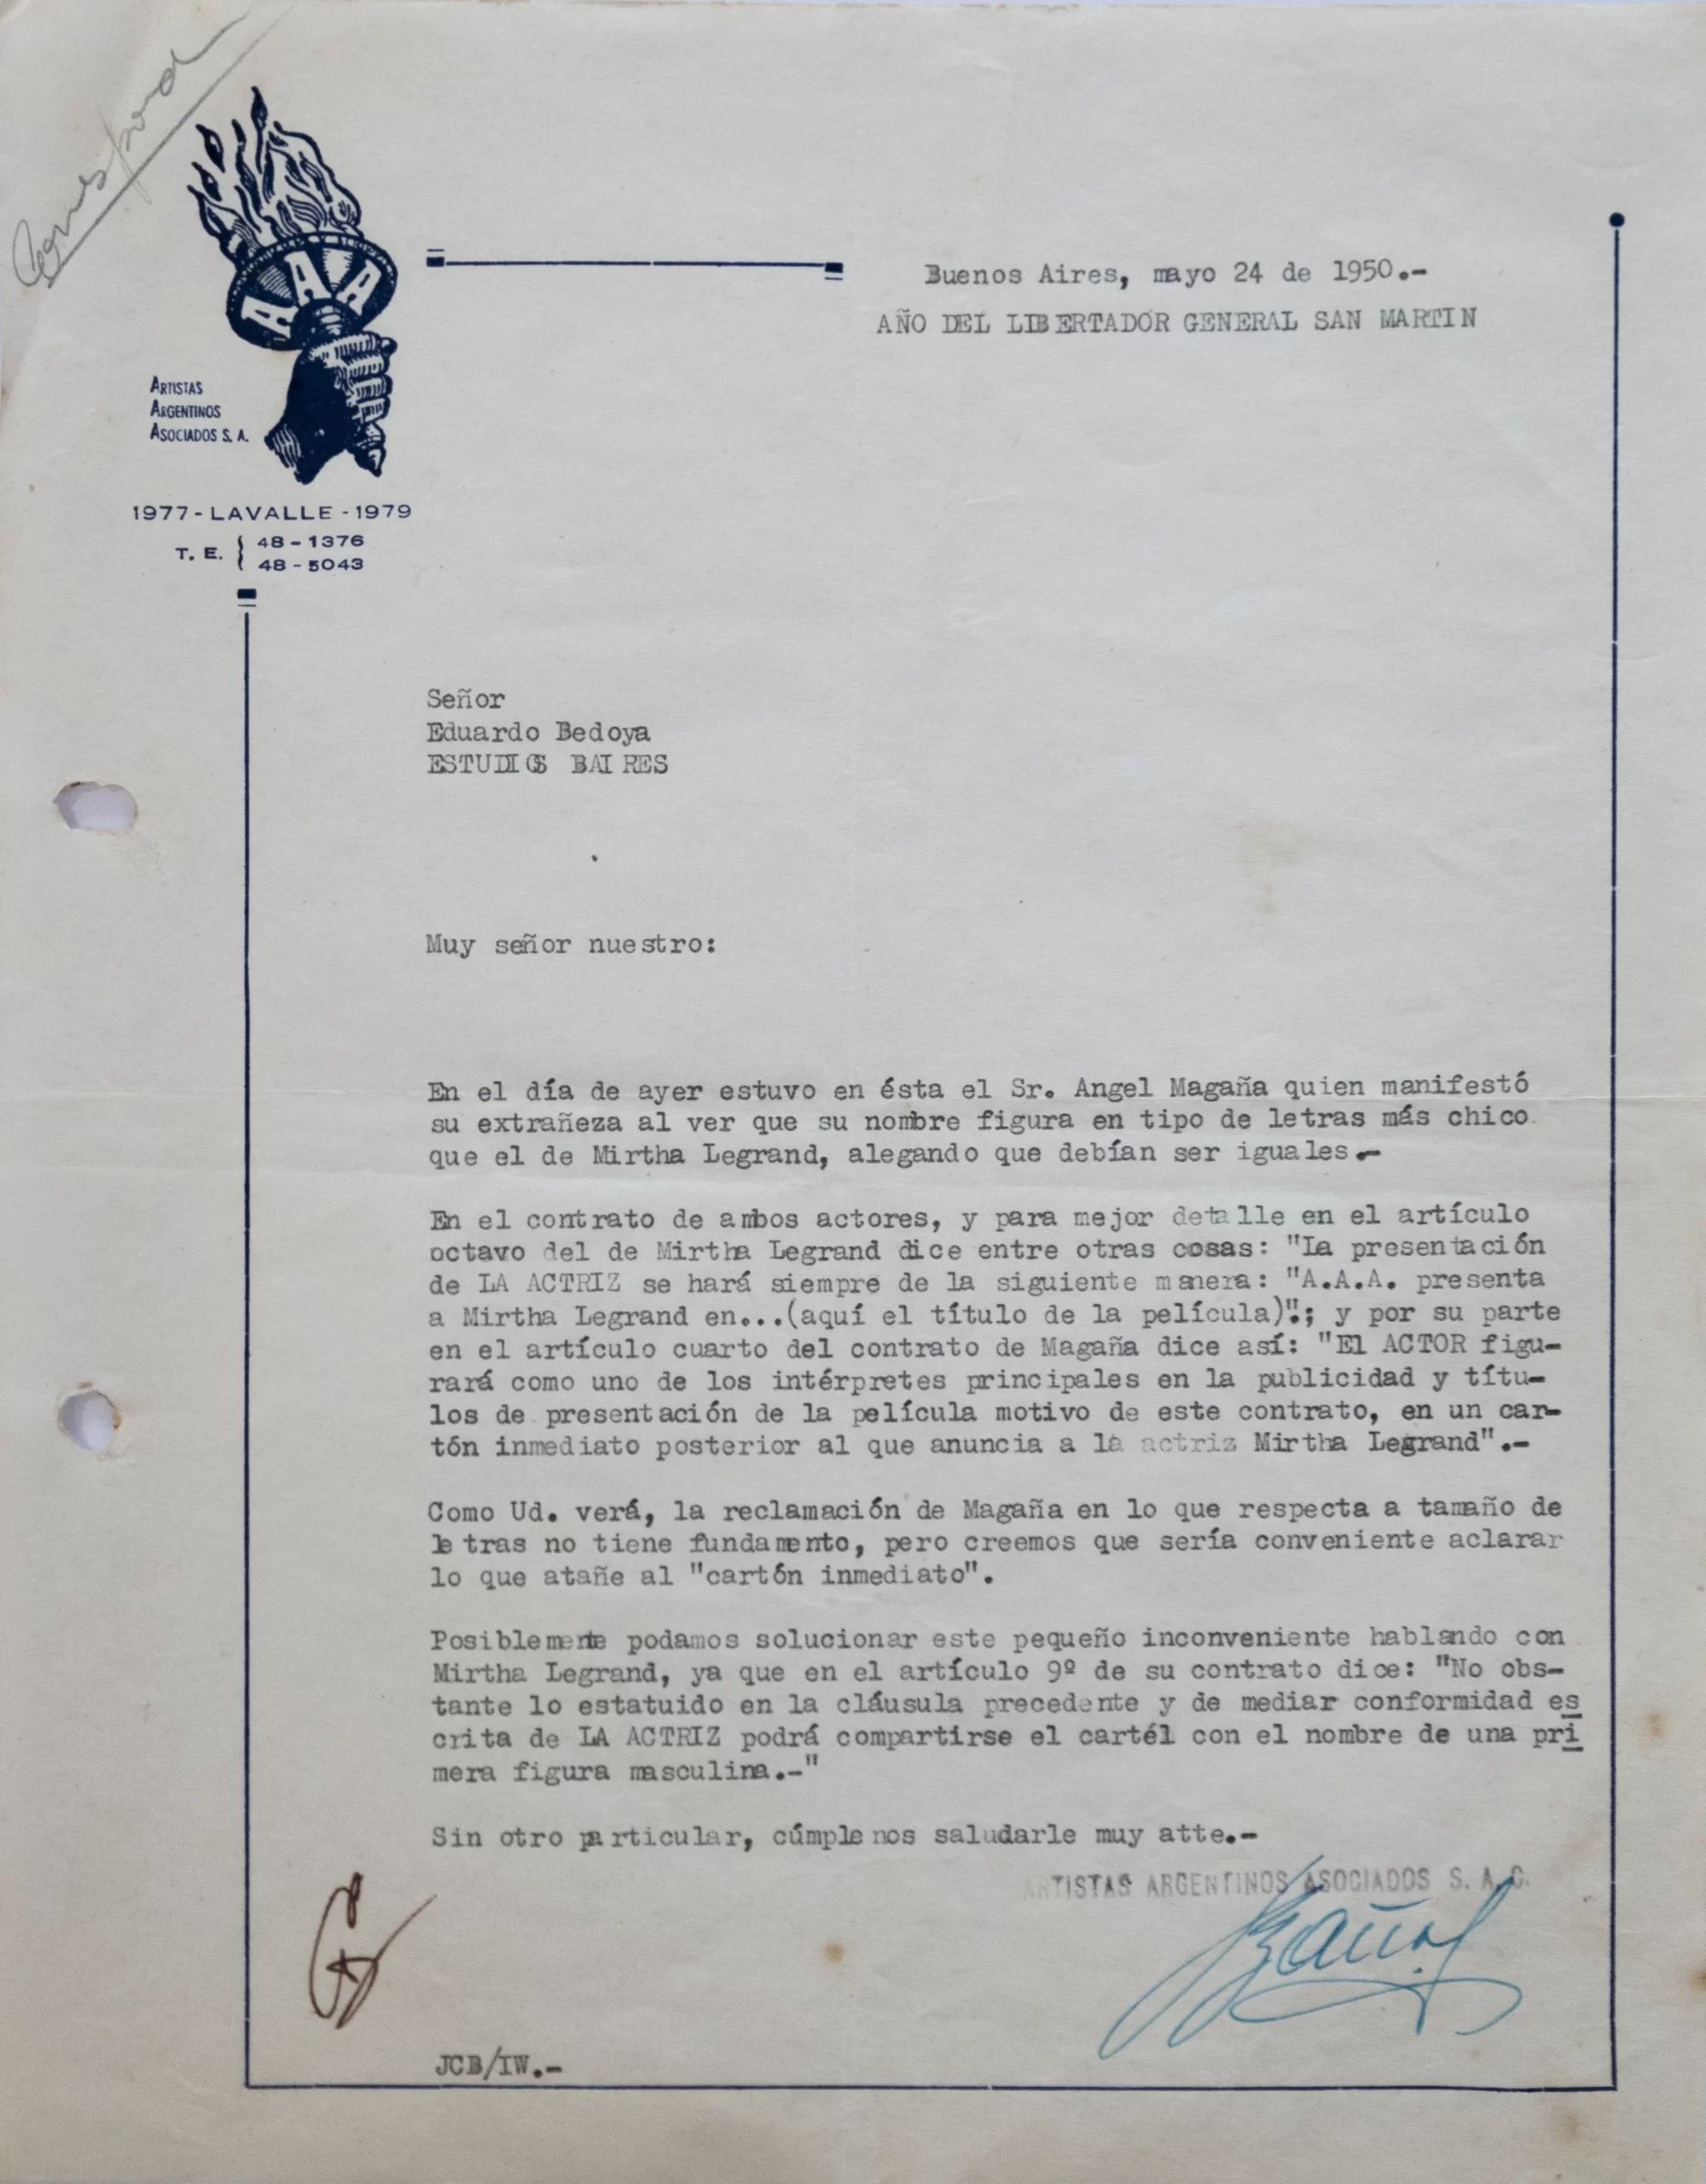 A A A
ARTISTAS
ARGENTINOS
ASOCIADOS S. A.
1977 - LAVALLE - 1979
T. E. { 48 - 1376
48 - 5043
Buenos Aires, mayo 24 de 1950.-
AÑO DEL LIBERTADOR GENERAL SAN MARTIN
Señor
Eduardo Bedoya
ESTUDIOS BAIRES
Muy señor nuestro:
En el día de ayer estuvo en ésta el Sr. Angel Magaña quien manifestó
su extrañeza al ver que su nombre figura en tipo de letras más chico
que el de Mirtha Legrand, alegando que debían ser iguales.-
En el contrato de ambos actores, y para mejor detalle en el artículo
octavo del de Mirtha Legrand dice entre otras cosas: "La presentación
de LA ACTRIZ se hará siempre de la siguiente manera: "A.A.A. presenta
a Mirtha Legrand en...(aquí el título de la película)".; y por su parte
en el artículo cuarto del contrato de Magaña dice así: "El ACTOR figu-
rará como uno de los intérpretes principales en la publicidad y títu-
los de presentación de la película motivo de este contrato, en un car-
tón inmediato posterior al que anuncia a la actriz Mirtha Legrand".-
Como Ud. verá, la reclamación de Magaña en lo que respecta a tamaño de
letras no tiene fundamento, pero creemos que sería conveniente aclarar
lo que atañe al "cartón inmediato".
Posiblemente podamos solucionar este pequeño inconveniente hablando con
Mirtha Legrand, ya que en el artículo 9º de su contrato dice: "No obs-
tante lo estatuido en la cláusula precedente y de mediar conformidad es
crita de LA ACTRIZ podrá compartirse el cartél con el nombre de una pri
mera figura masculina.-"
Sin otro particular, cúmplenos saludarle muy atte.-
ARTISTAS ARGENTINOS ASOCIADOS S. A. C.
JCB/IW.-